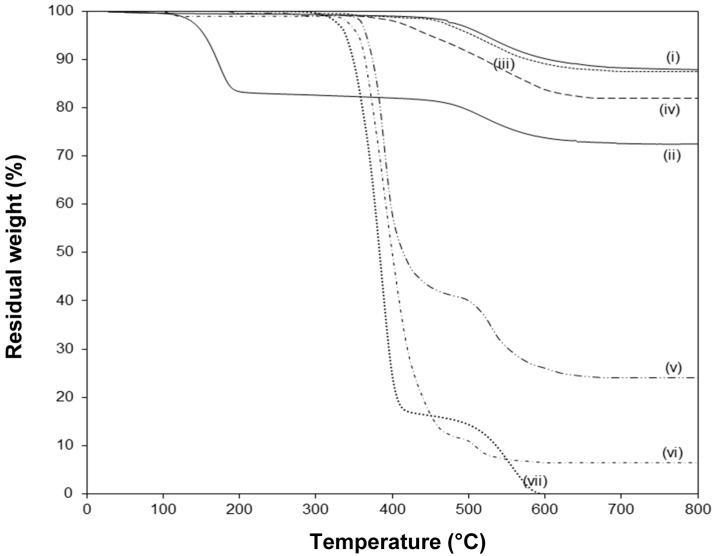 100
90
80
70
60
50
40
30
20
10
0
Residual weight (%)
(i)
(iii)
(iv)
(ii)
(v)
(vi)
(vii)
0 100 200 300 400 500 600 700 800
Temperature (°C)